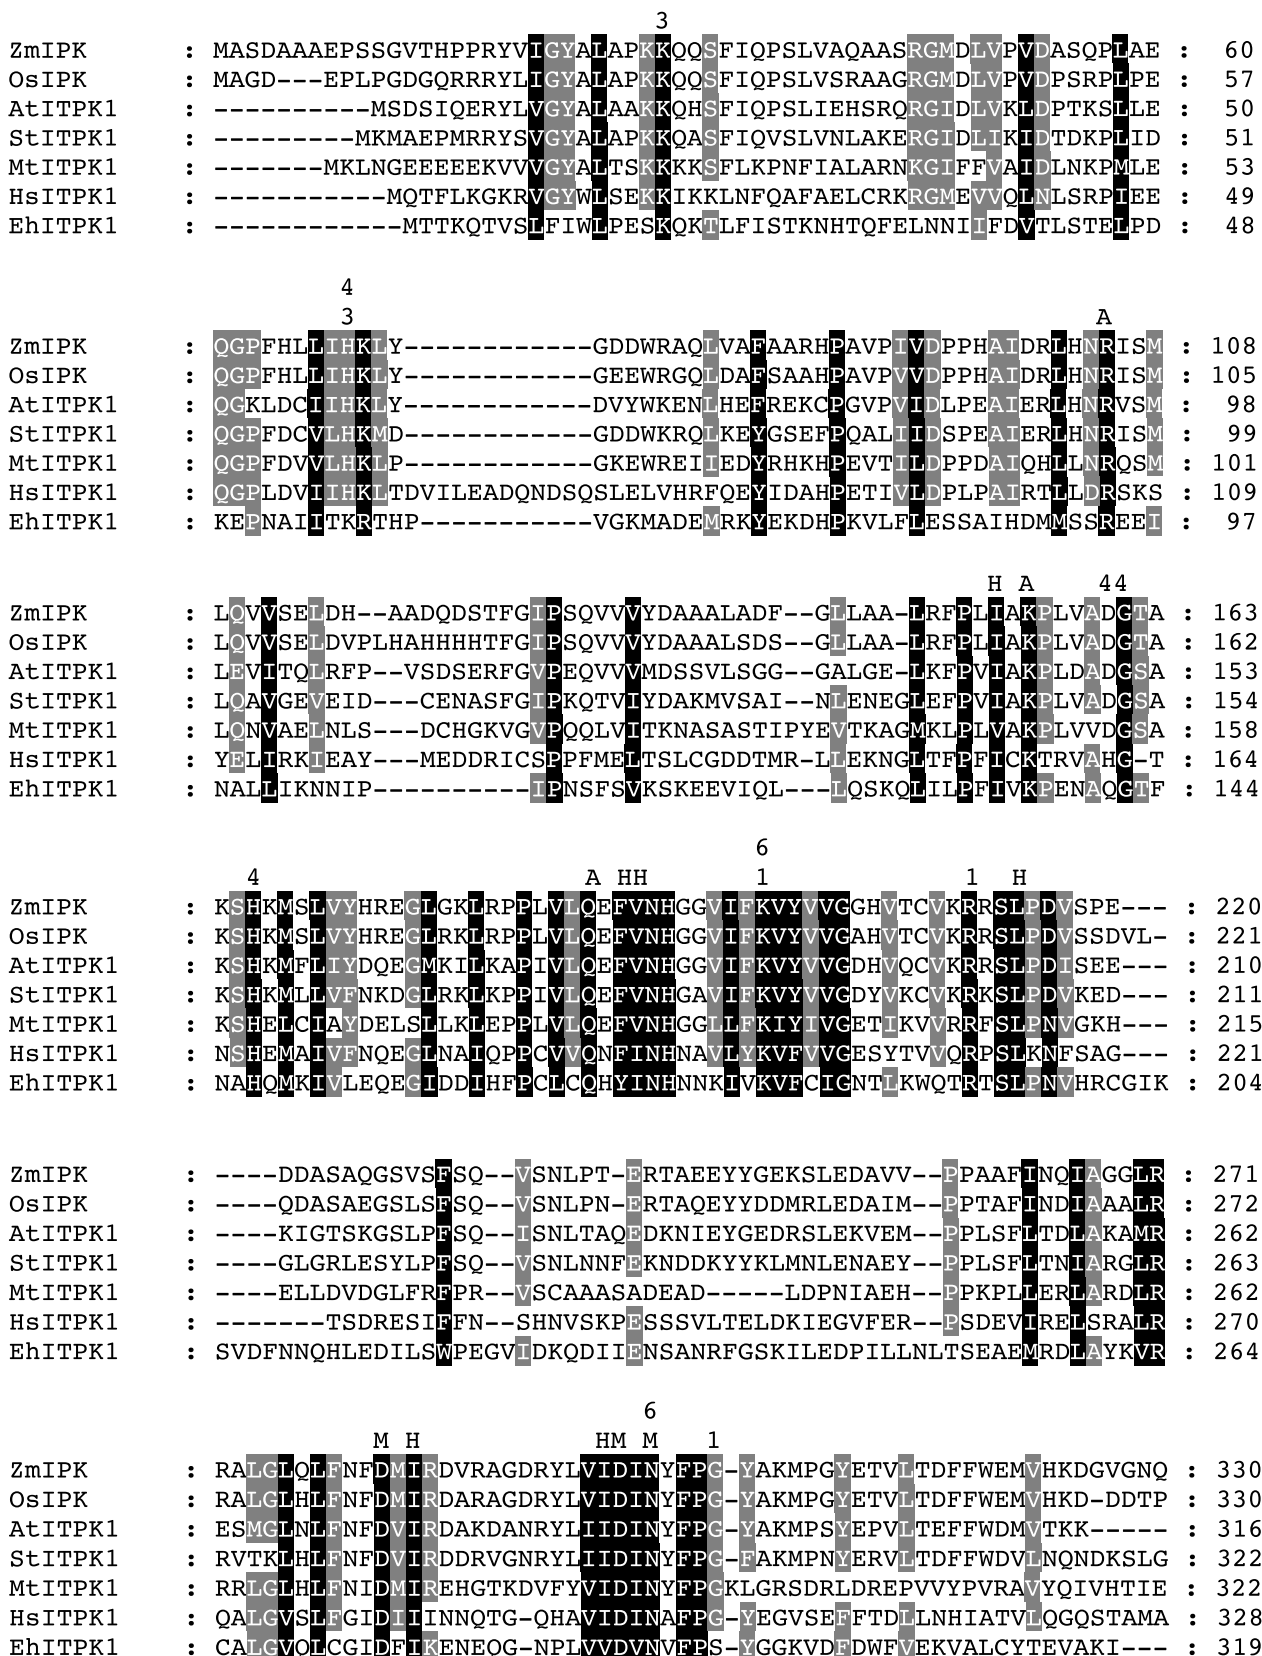 3
ZmIPK : MASDAAAEPSSGVTHPPRYVIGYALAPKKQQSFIQPSLVAQAASRGMDLVPVDASQPLAE : 60
OsIPK : MAGD---EPLPGDGQRRRYLIGYALAPKKQQSFIQPSLVSRAAGRGMDLVPVDPSRPLPE : 57
AtITPK1 : ----------MSDSIQERYLVGYALAAKKQHSFIQPSLIEHSRQRGIDLVKLDPTKSLLE : 50
StITPK1 : ---------MKMAEPMRRYSVGYALAPKKQASFIQVSLVNLAKERGIDLIKIDTDKPLID : 51
MtITPK1 : -------MKLNGEEEEEKVVVGYALTSKKKKSFLKPNFIALARNKGIFFVAIDLNKPMLE : 53
HsITPK1 : -----------MQTFLKGKRVGYWLSEKKIKKLNFQAFAELCRKRGMEVVQLNLSRPIEE : 49
EhITPK1 : ------------MTTKQTVSLFIWLPESKQKTLFISTKNHTQFELNNIIFDVTLSTELPD : 48
4
3 A
ZmIPK : QGPFHLLIHKLY------------GDDWRAQLVAFAARHPAVPIVDPPHAIDRLHNRISM : 108
OsIPK : QGPFHLLIHKLY------------GEEWRGQLDAFSAAHPAVPVVDPPHAIDRLHNRISM : 105
AtITPK1 : QGKLDCIIHKLY------------DVYWKENLHEFREKCPGVPVIDLPEAIERLHNRVSM : 98
StITPK1 : QGPFDCVLHKMD------------GDDWKRQLKEYGSEFPQALIIDSPEAIERLHNRISM : 99
MtITPK1 : QGPFDVVLHKLP------------GKEWREIIEDYRHKHPEVTILDPPDAIQHLLNRQSM : 101
HsITPK1 : QGPLDVIIHKLTDVILEADQNDSQSLELVHRFQEYIDAHPETIVLDPLPAIRTLLDRSKS : 109
EhITPK1 : KEPNAIITKRTHP-----------VGKMADEMRKYEKDHPKVLFLESSAIHDMMSSREEI : 97
H A 44
ZmIPK : LQVVSELDH--AADQDSTFGIPSQVVVYDAAALADF--GLLAA-LRFPLIAKPLVADGTA : 163
OsIPK : LQVVSELDVPLHAHHHHTFGIPSQVVVYDAAALSDS--GLLAA-LRFPLIAKPLVADGTA : 162
AtITPK1 : LEVITQLRFP--VSDSERFGVPEQVVVMDSSVLSGG--GALGE-LKFPVIAKPLDADGSA : 153
StITPK1 : LQAVGEVEID---CENASFGIPKQTVIYDAKMVSAI--NLENEGLEFPVIAKPLVADGSA : 154
MtITPK1 : LQNVAELNLS---DCHGKVGVPQQLVITKNASASTIPYEVTKAGMKLPLVAKPLVVDGSA : 158
HsITPK1 : YELIRKIEAY---MEDDRICSPPFMELTSLCGDDTMR-LLEKNGLTFPFICKTRVAHG-T : 164
EhITPK1 : NALLIKNNIP----------IPNSFSVKSKEEVIQL---LQSKQLILPFIVKPENAQGTF : 144
6
4 A HH 1 1 H
ZmIPK : KSHKMSLVYHREGLGKLRPPLVLQEFVNHGGVIFKVYVVGGHVTCVKRRSLPDVSPE--- : 220
OsIPK : KSHKMSLVYHREGLRKLRPPLVLQEFVNHGGVIFKVYVVGAHVTCVKRRSLPDVSSDVL- : 221
AtITPK1 : KSHKMFLIYDQEGMKILKAPIVLQEFVNHGGVIFKVYVVGDHVQCVKRRSLPDISEE--- : 210
StITPK1 : KSHKMLLVFNKDGLRKLKPPIVLQEFVNHGAVIFKVYVVGDYVKCVKRKSLPDVKED--- : 211
MtITPK1 : KSHELCIAYDELSLLKLEPPLVLQEFVNHGGLLFKIYIVGETIKVVRRFSLPNVGKH--- : 215
HsITPK1 : NSHEMAIVFNQEGLNAIQPPCVVQNFINHNAVLYKVFVVGESYTVVQRPSLKNFSAG--- : 221
EhITPK1 : NAHQMKIVLEQEGIDDIHFPCLCQHYINHNNKIVKVFCIGNTLKWQTRTSLPNVHRCGIK : 204
ZmIPK : ----DDASAQGSVSFSQ--VSNLPT-ERTAEEYYGEKSLEDAVV--PPAAFINQIAGGLR : 271
OsIPK : ----QDASAEGSLSFSQ--VSNLPN-ERTAQEYYDDMRLEDAIM--PPTAFINDIAAALR : 272
AtITPK1 : ----KIGTSKGSLPFSQ--ISNLTAQEDKNIEYGEDRSLEKVEM--PPLSFLTDLAKAMR : 262
StITPK1 : ----GLGRLESYLPFSQ--VSNLNNFEKNDDKYYKLMNLENAEY--PPLSFLTNIARGLR : 263
MtITPK1 : ----ELLDVDGLFRFPR--VSCAAASADEAD-----LDPNIAEH--PPKPLLERLARDLR : 262
HsITPK1 : -------TSDRESIFFN--SHNVSKPESSSVLTELDKIEGVFER--PSDEVIRELSRALR : 270
EhITPK1 : SVDFNNQHLEDILSWPEGVIDKQDIIENSANRFGSKILEDPILLNLTSEAEMRDLAYKVR : 264
6
M H HM M 1
ZmIPK : RALGLQLFNFDMIRDVRAGDRYLVIDINYFPG-YAKMPGYETVLTDFFWEMVHKDGVGNQ : 330
OsIPK : RALGLHLFNFDMIRDARAGDRYLVIDINYFPG-YAKMPGYETVLTDFFWEMVHKD-DDTP : 330
AtITPK1 : ESMGLNLFNFDVIRDAKDANRYLIIDINYFPG-YAKMPSYEPVLTEFFWDMVTKK----- : 316
StITPK1 : RVTKLHLFNFDVIRDDRVGNRYLIIDINYFPG-FAKMPNYERVLTDFFWDVLNQNDKSLG : 322
MtITPK1 : RRLGLHLFNIDMIREHGTKDVFYVIDINYFPGKLGRSDRLDREPVVYPVRAVYQIVHTIE : 322
HsITPK1 : QALGVSLFGIDIIINNQTG-QHAVIDINAFPG-YEGVSEFFTDLLNHIATVLQGQSTAMA : 328
EhITPK1 : CALGVQLCGIDFIKENEQG-NPLVVDVNVFPS-YGGKVDFDWFVEKVALCYTEVAKI--- : 319